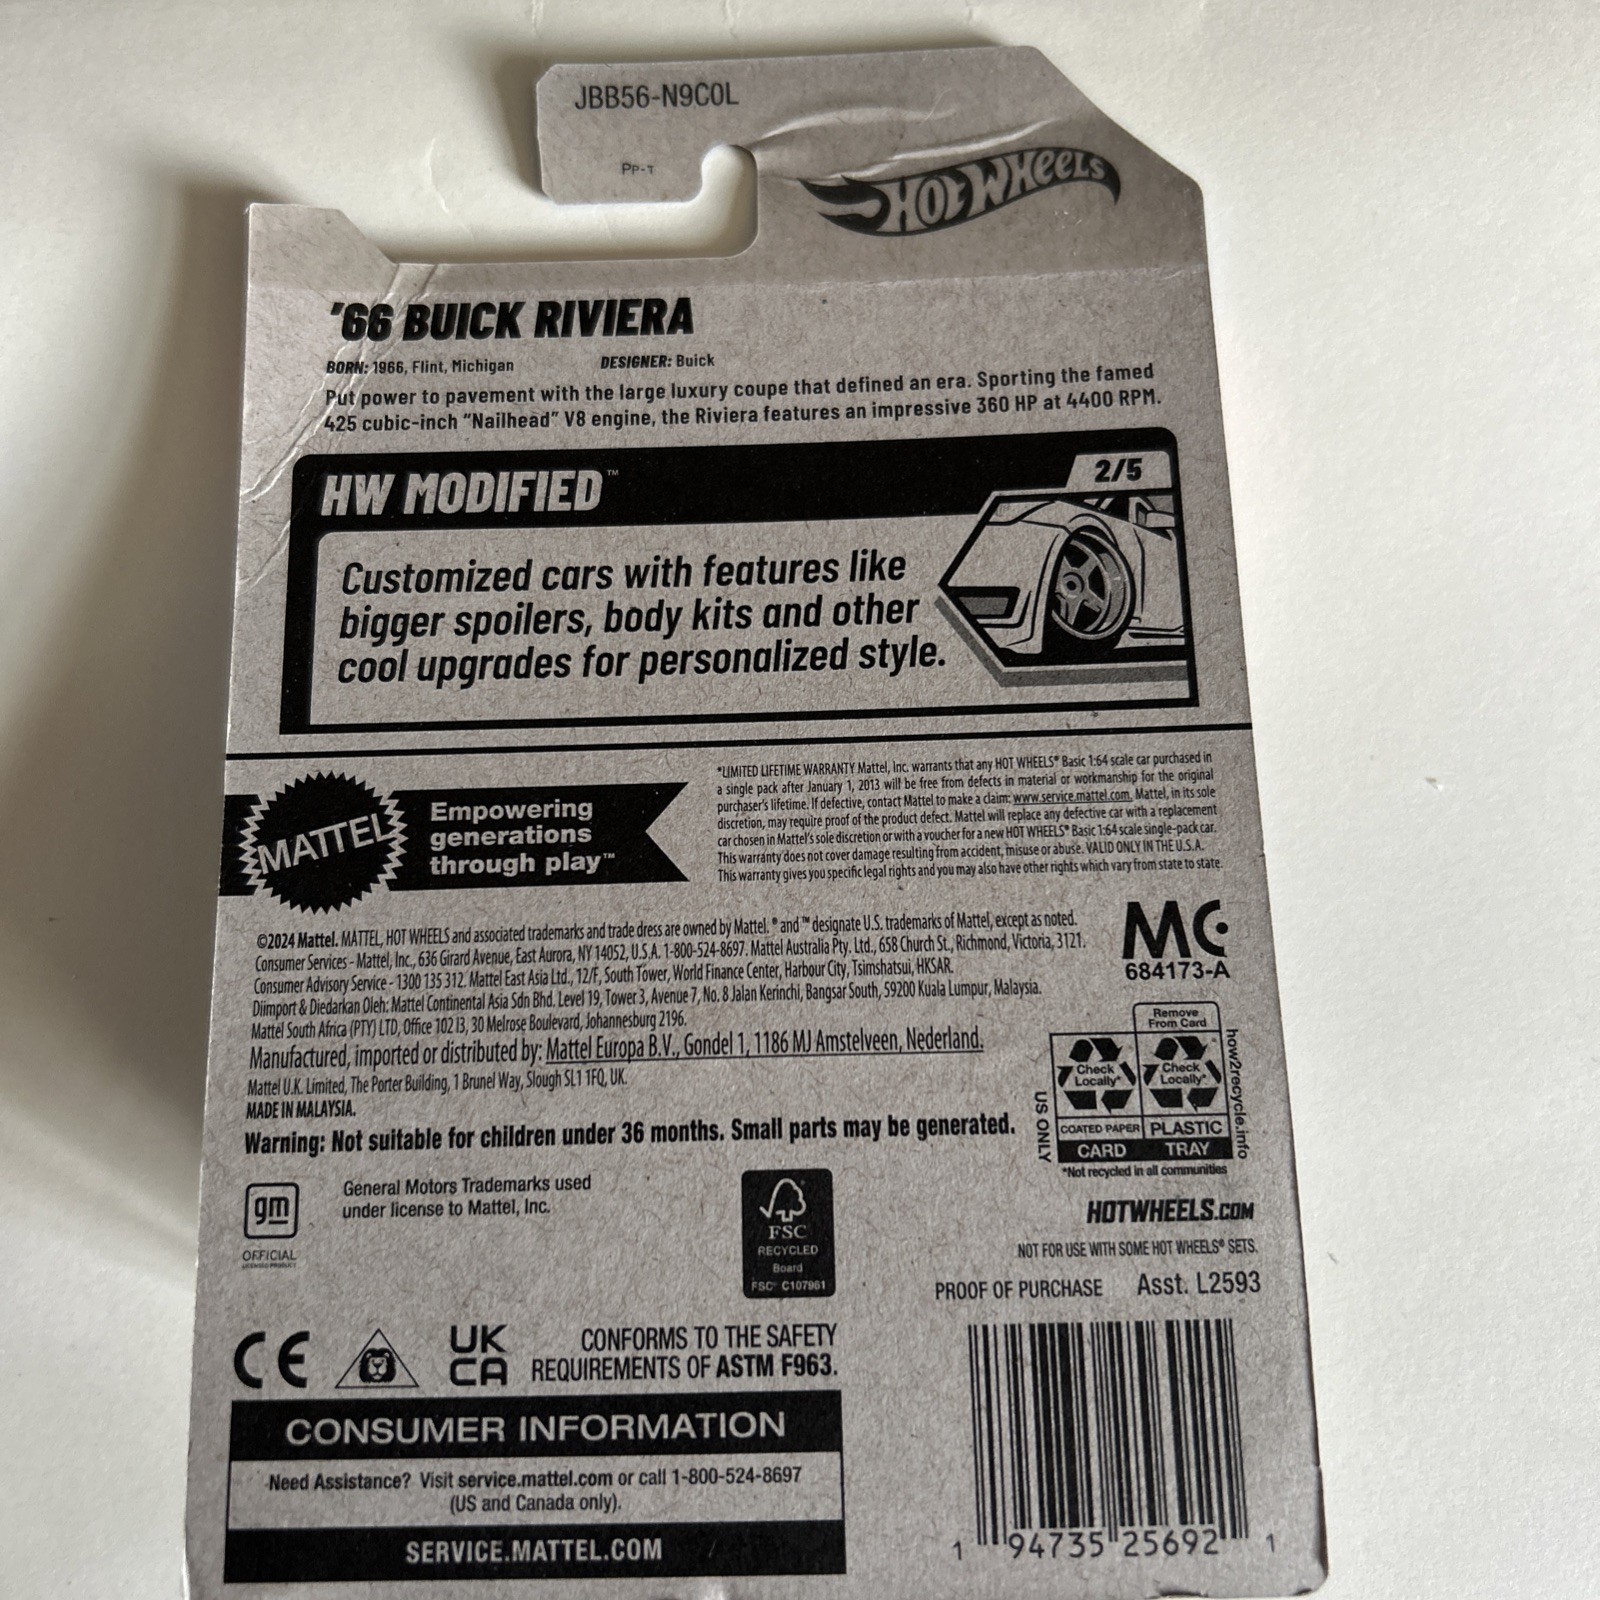 JBB56-N9C0L
PP-T
HOT WHEELS
'66 BUICK RIVIERA
BORN: 1966, Flint, Michigan
DESIGNER: Buick
Put power to pavement with the large luxury coupe that defined an era. Sporting the famed
425 cubic-inch "Nailhead" V8 engine, the Riviera features an impressive 360 HP at 4400 RPM.
HW MODIFIED™
2/5
Customized cars with features like
bigger spoilers, body kits and other
cool upgrades for personalized style.
MATTEL
Empowering
generations
through play™
*LIMITED LIFETIME WARRANTY Mattel, Inc. warrants that any HOT WHEELS® Basic 1:64 scale car purchased in
a single pack after January 1, 2013 will be free from defects in material or workmanship for the original
purchaser's lifetime. If defective, contact Mattel to make a claim: www.service.mattel.com. Mattel, in its sole
discretion, may require proof of the product defect. Mattel will replace any defective car with a replacement
car chosen in Mattel's sole discretion or with a voucher for a new HOT WHEELS® Basic 1:64 scale single-pack car.
This warranty does not cover damage resulting from accident, misuse or abuse. VALID ONLY IN THE U.S.A.
This warranty gives you specific legal rights and you may also have other rights which vary from state to state.
©2024 Mattel. MATTEL, HOT WHEELS and associated trademarks and trade dress are owned by Mattel. ® and ™ designate U.S. trademarks of Mattel, except as noted.
Consumer Services - Mattel, Inc., 636 Girard Avenue, East Aurora, NY 14052, U.S.A. 1-800-524-8697. Mattel Australia Pty. Ltd., 658 Church St., Richmond, Victoria, 3121.
Consumer Advisory Service - 1300 135 312. Mattel East Asia Ltd., 12/F, South Tower, World Finance Center, Harbour City, Tsimshatsui, HKSAR.
Diimport & Diedarkan Oleh: Mattel Continental Asia Sdn Bhd. Level 19, Tower 3, Avenue 7, No. 8 Jalan Kerinchi, Bangsar South, 59200 Kuala Lumpur, Malaysia.
Mattel South Africa (PTY) LTD, Office 102 I3, 30 Melrose Boulevard, Johannesburg 2196.
Manufactured, imported or distributed by: Mattel Europa B.V., Gondel 1, 1186 MJ Amstelveen, Nederland.
Mattel U.K. Limited, The Porter Building, 1 Brunel Way, Slough SL1 1FQ, UK.
MADE IN MALAYSIA.
Warning: Not suitable for children under 36 months. Small parts may be generated.
MC
684173-A
Remove
From Card
Check
Locally*
Check
Locally*
COATED PAPER
PLASTIC
CARD
TRAY
US ONLY
how2recycle.info
*Not recycled in all communities
gm
OFFICIAL
LICENSED PRODUCT
General Motors Trademarks used
under license to Mattel, Inc.
FSC
RECYCLED
Board
FSC® C107961
HOTWHEELS.COM
NOT FOR USE WITH SOME HOT WHEELS® SETS.
PROOF OF PURCHASE
Asst. L2593
CE
UK
CA
CONFORMS TO THE SAFETY
REQUIREMENTS OF ASTM F963.
CONSUMER INFORMATION
Need Assistance? Visit service.mattel.com or call 1-800-524-8697
(US and Canada only).
SERVICE.MATTEL.COM
1 94735 25692 1